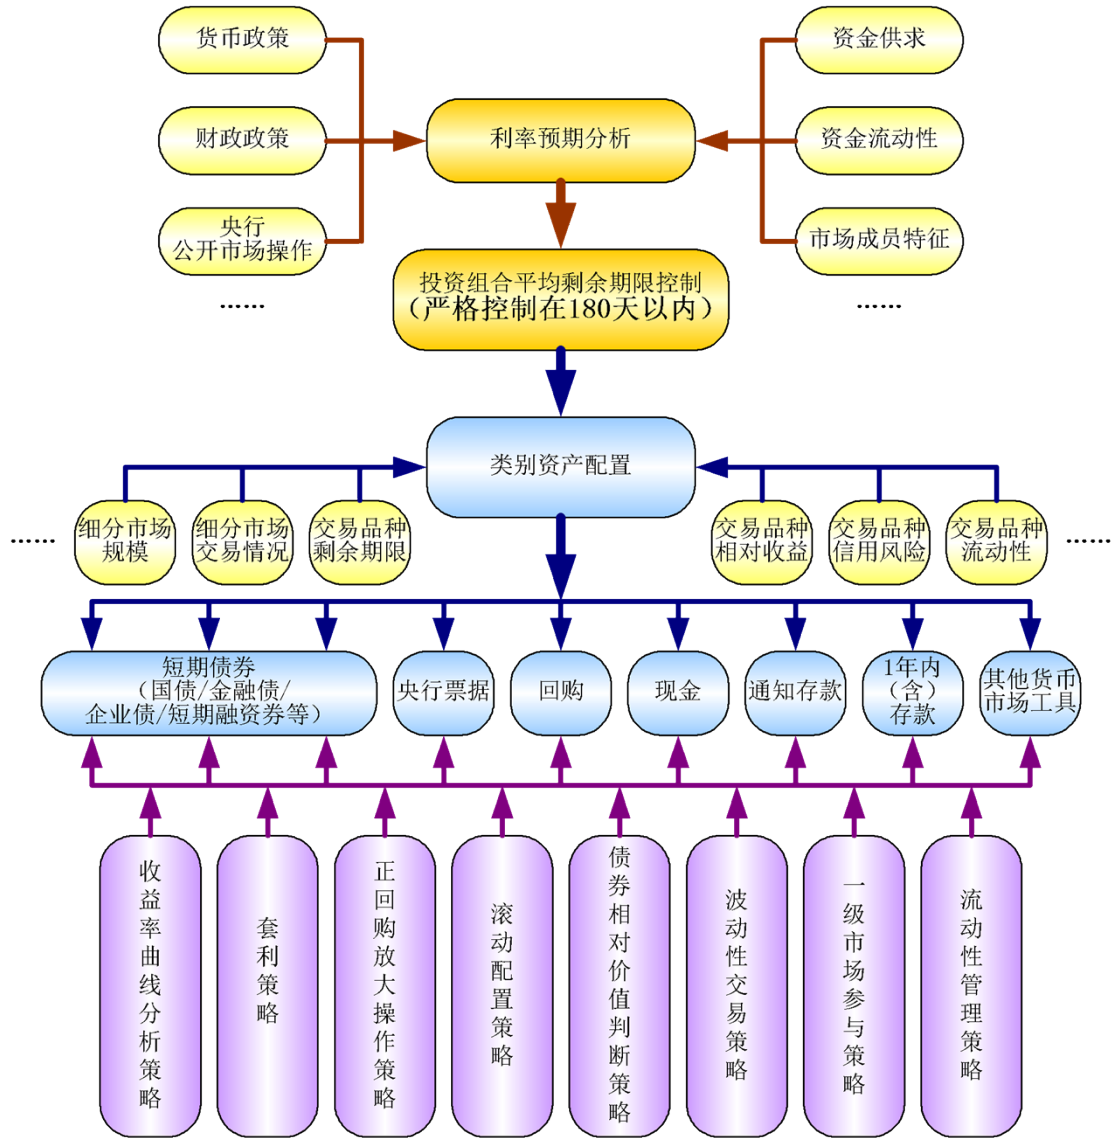 货币政策
资金供求
利率预期分析
财政政策
资金流动性
央行
公开市场操作
市场成员特征
……
……
投资组合平均剩余期限控制
（严格控制在180天以内）
类别资产配置
……
细分市场
规模
细分市场
交易情况
交易品种
剩余期限
交易品种
相对收益
交易品种
信用风险
交易品种
流动性
……
短期债券
（国债/金融债/
企业债/短期融资券等）
央行票据
回购
现金
通知存款
1年内
（含）
存款
其他货币
市场工具
收益率曲线分析策略
套利策略
正回购放大操作策略
滚动配置策略
债券相对价值判断策略
波动性交易策略
一级市场参与策略
流动性管理策略